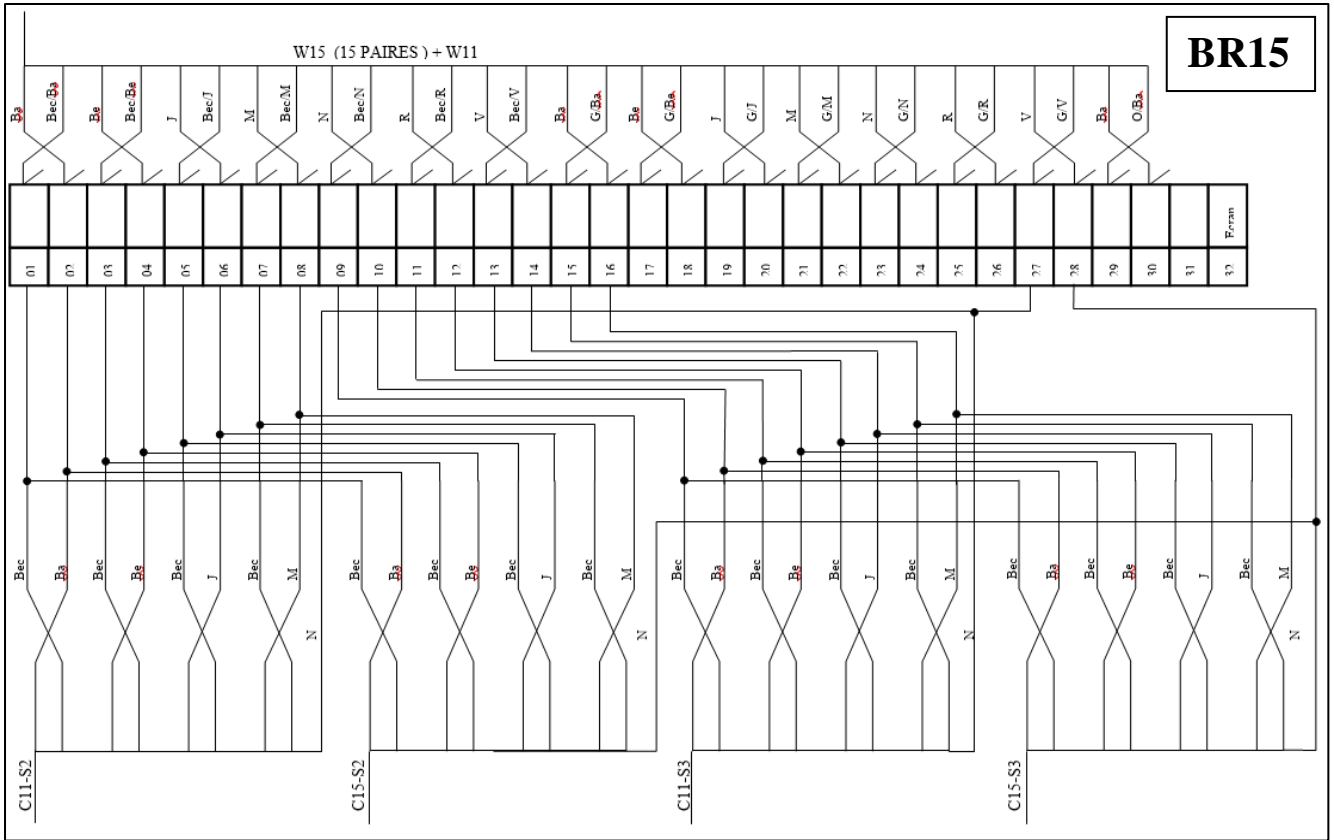 BR15
W15 (15 PAIRES ) + W11
Ba
Bec/Ba
Be
Bec/Be
J
Bec/J
M
Bec/M
N
Bec/N
R
Bec/R
V
Bec/V
Ba
G/Ba
Be
G/Be
J
G/J
M
G/M
N
G/N
R
G/R
V
G/V
Ba
O/Ba
Ecran
01
02
03
04
05
06
07
08
09
10
11
12
13
14
15
16
17
18
19
20
21
22
23
24
25
26
27
28
29
30
31
32
Bec
Ba
Bec
Be
Bec
J
Bec
M
N
Bec
Ba
Bec
Be
Bec
J
Bec
M
N
Bec
Ba
Bec
Be
Bec
J
Bec
M
N
Bec
Ba
Bec
Be
Bec
J
Bec
M
N
C11-S2
C15-S2
C11-S3
C15-S3